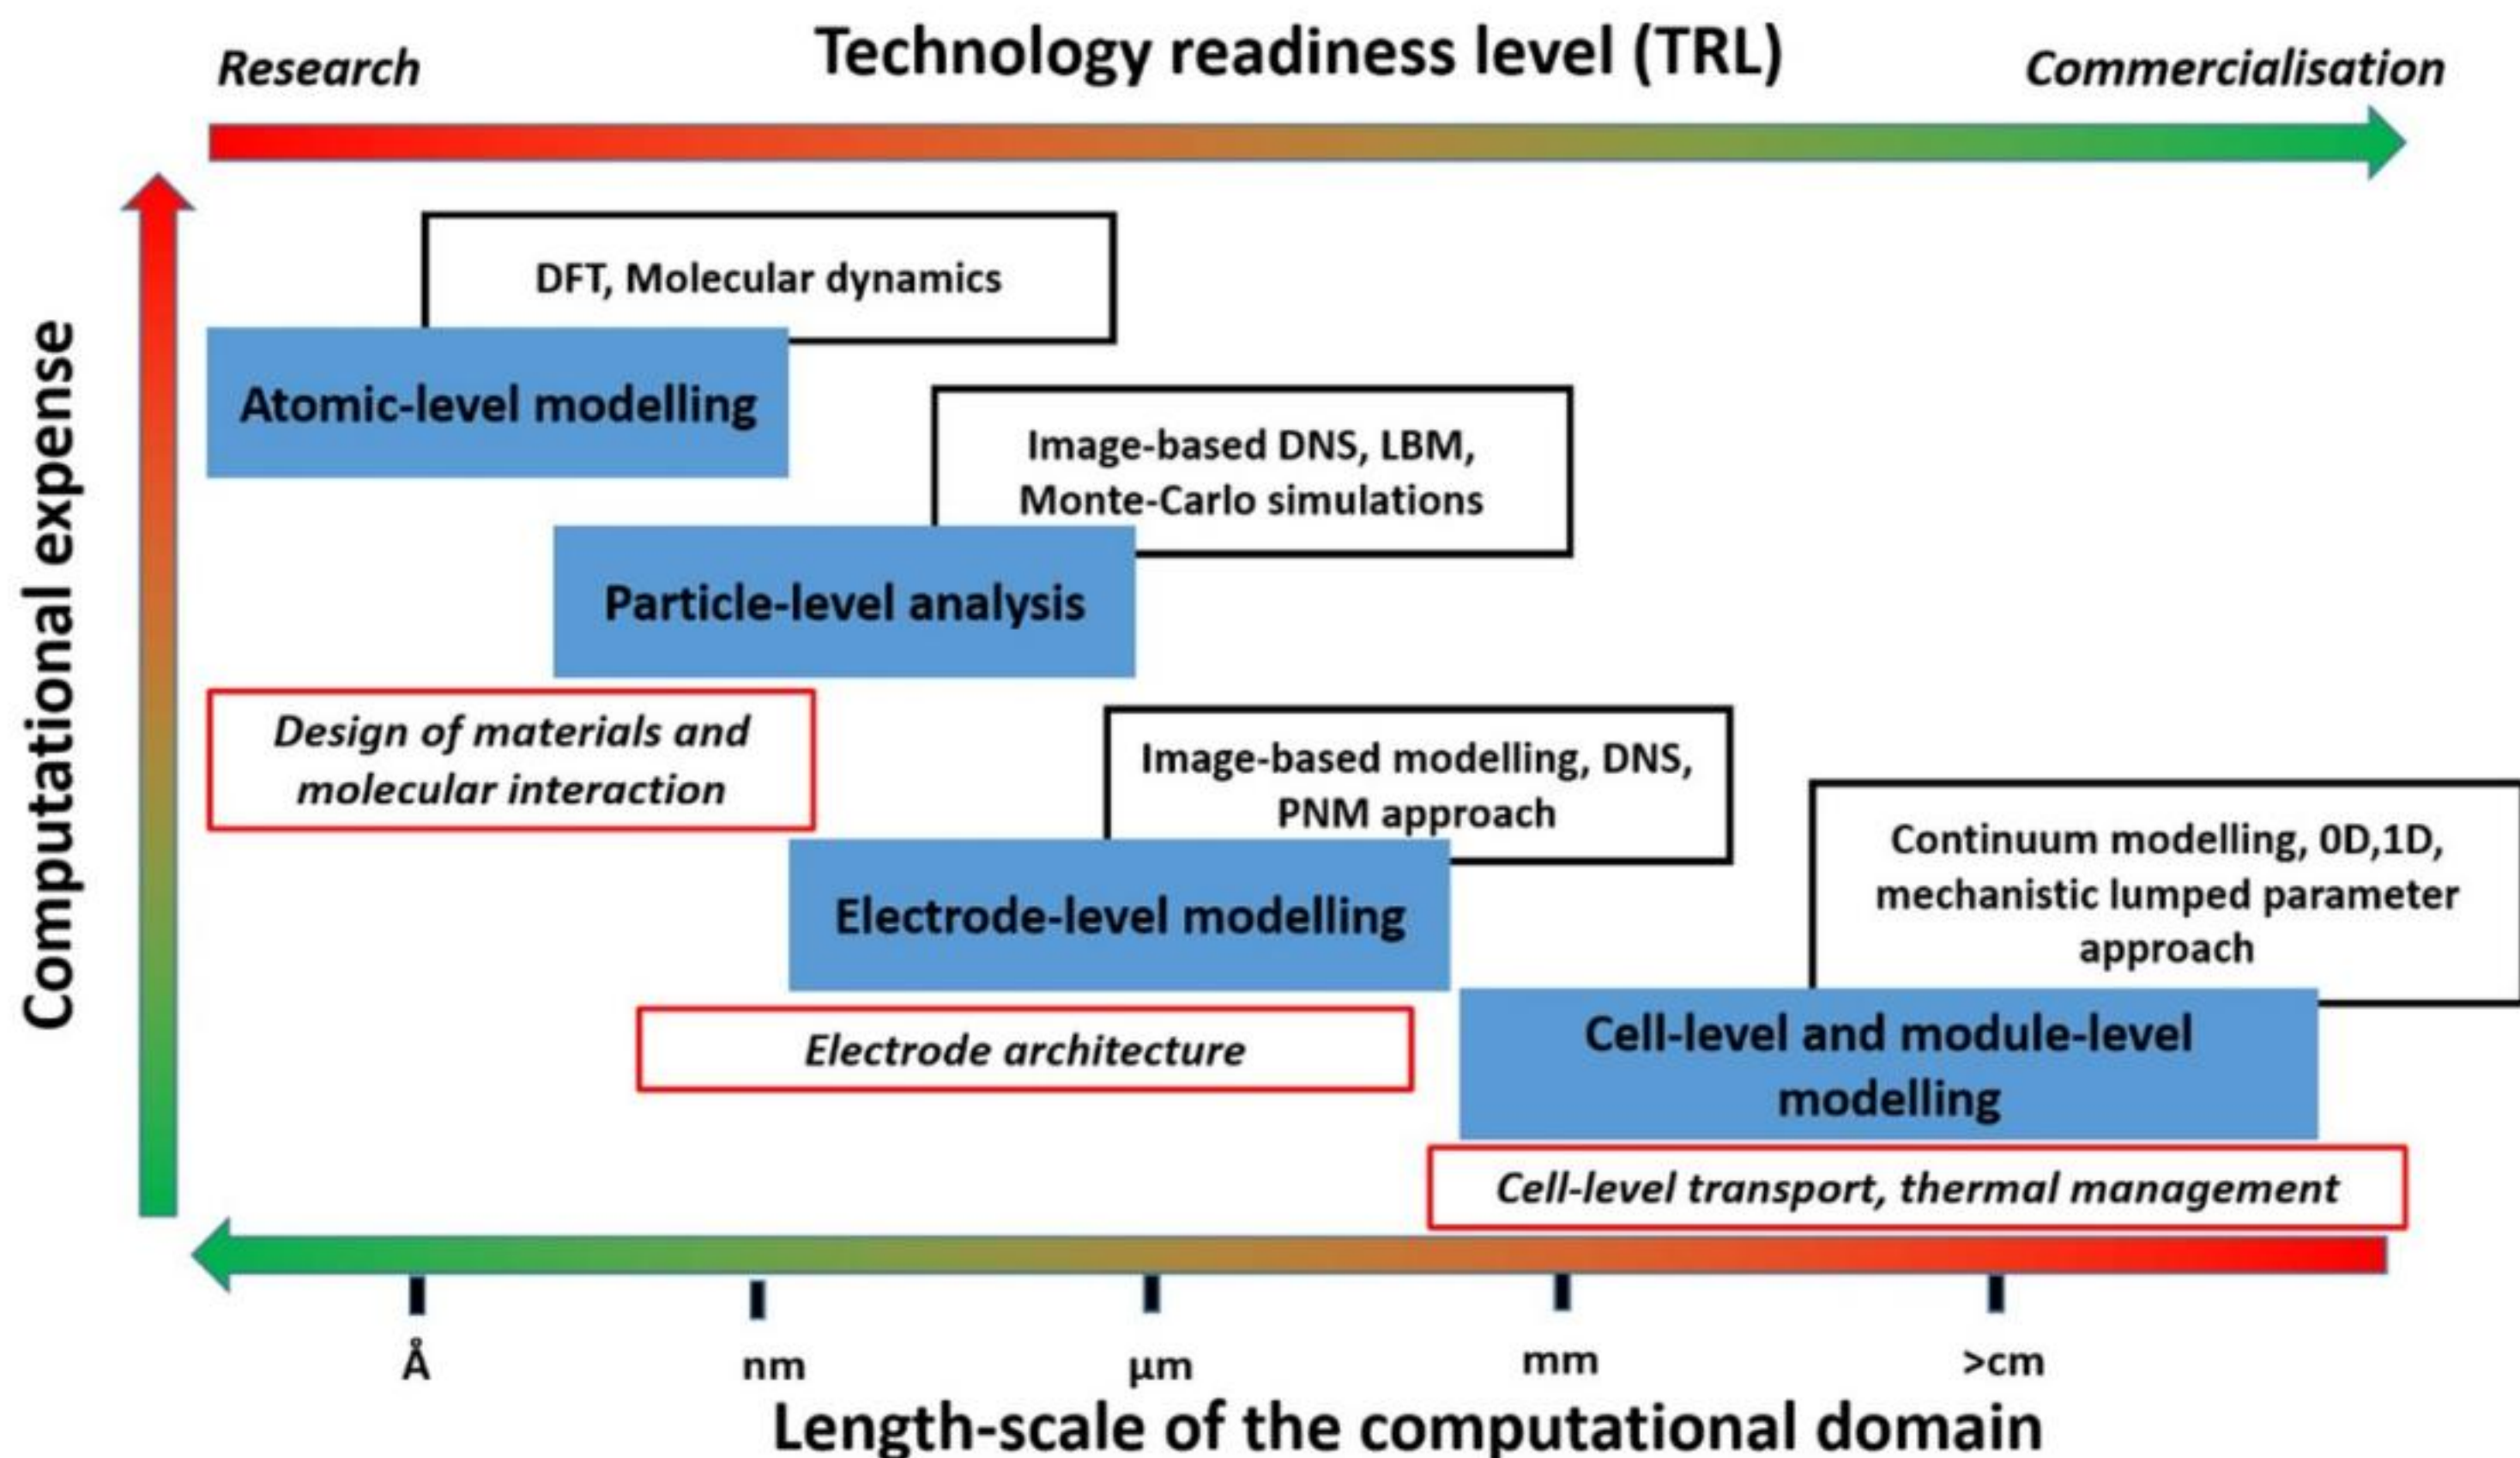 Technology readiness level (TRL)
Research
Commercialisation
Computational expense
DFT, Molecular dynamics
Atomic-level modelling
Image-based DNS, LBM,
Monte-Carlo simulations
Particle-level analysis
Design of materials and
molecular interaction
Image-based modelling, DNS,
PNM approach
Electrode-level modelling
Continuum modelling, 0D,1D,
mechanistic lumped parameter
approach
Electrode architecture
Cell-level and module-level
modelling
Cell-level transport, thermal management
Å
nm
μm
mm
>cm
Length-scale of the computational domain